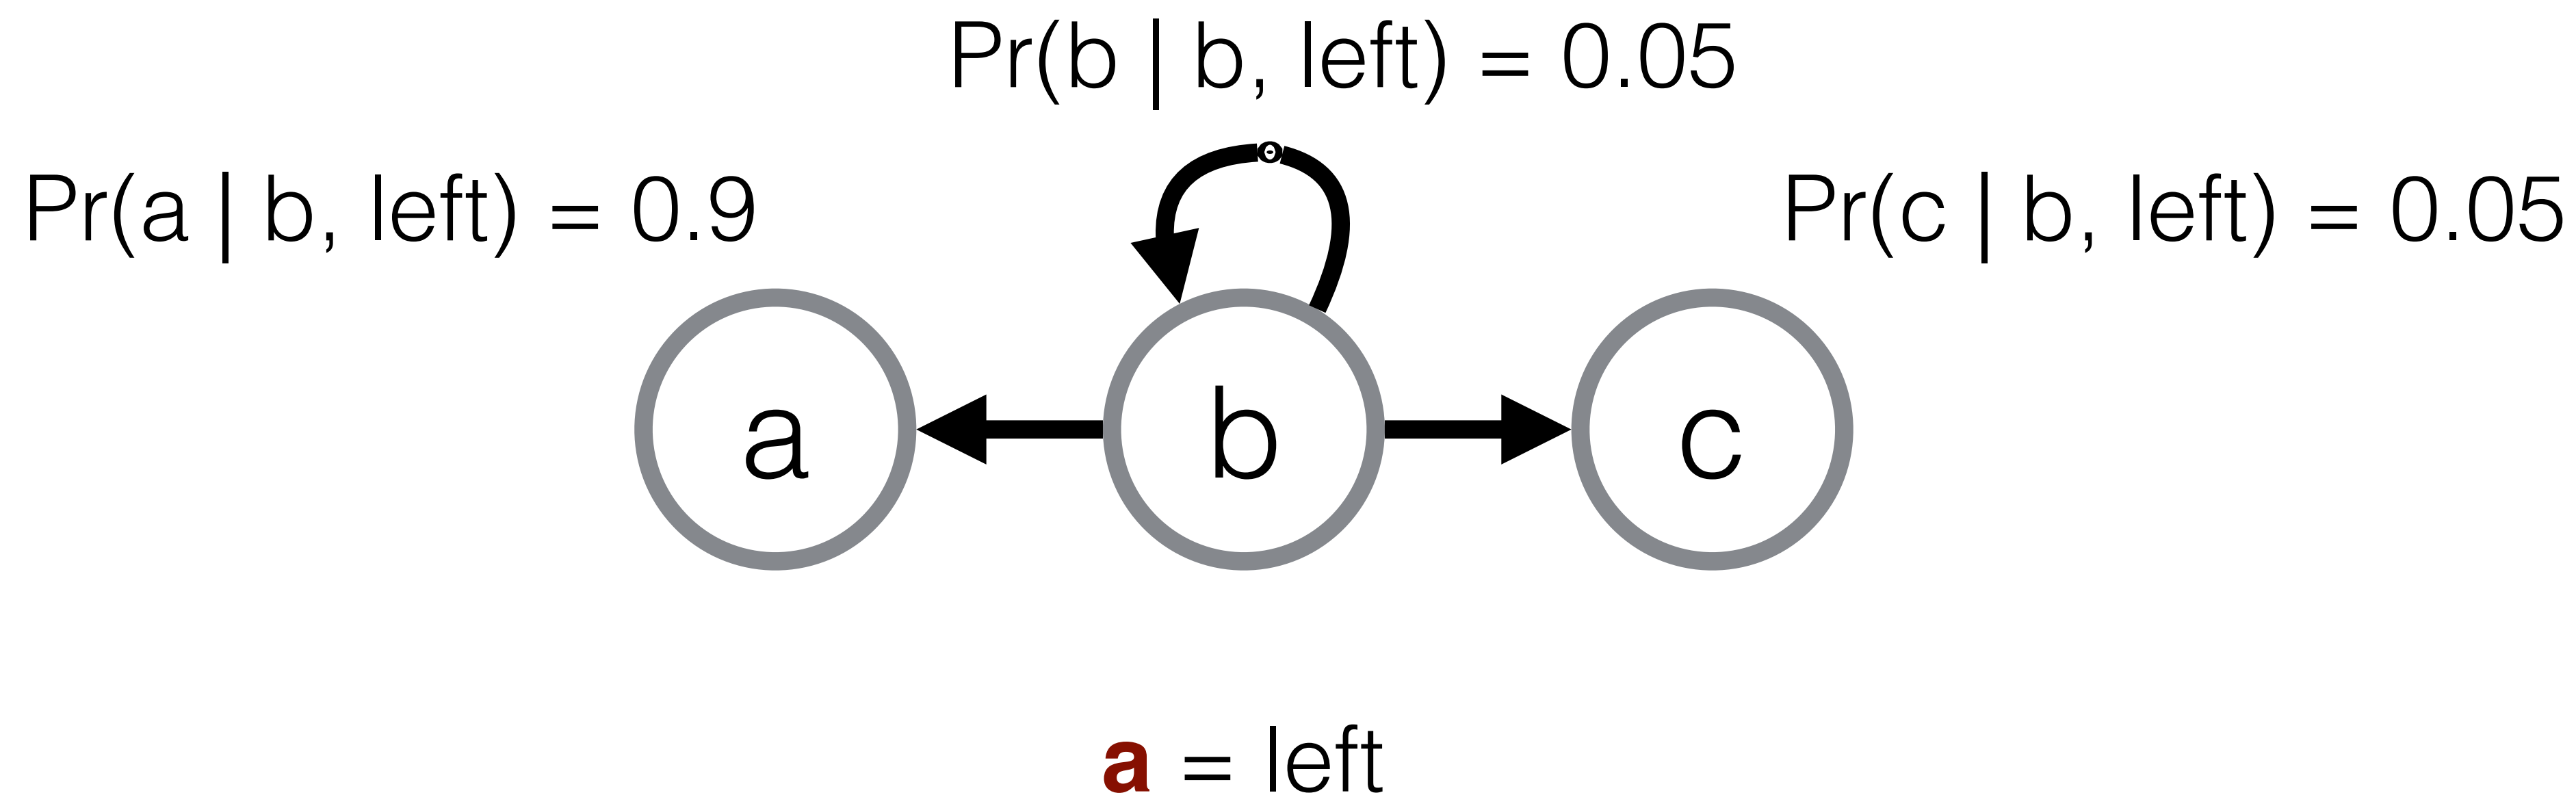 Pr(b | b, left) = 0.05
Pr(a | b, left) = 0.9
Pr(c | b, left) = 0.05
a
b
c
a = left